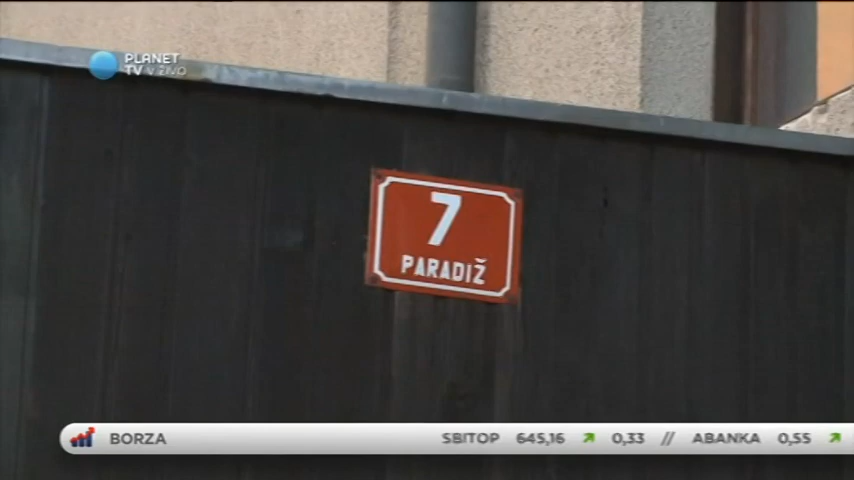 PLANET
TV V ŽIVO
7
PARADIŽ
BORZA SBITOP 645,16 0,33 // ABANKA 0,55